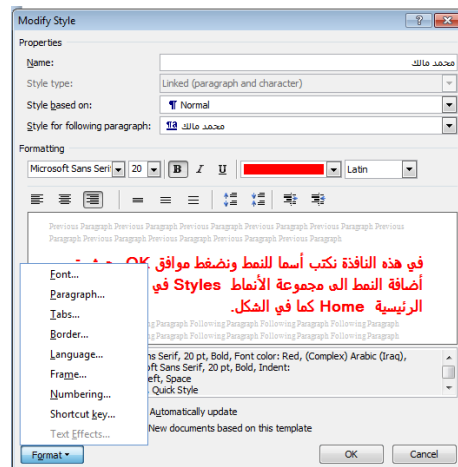 Modify Style
Properties
Name: محمد مالك
Style type: Linked (paragraph and character)
Style based on: ¶ Normal
Style for following paragraph: محمد مالك
Formatting
Microsoft Sans Serif 20 B I U Latin
Previous Paragraph Previous Paragraph Previous Paragraph Previous Paragraph Previous
Paragraph Previous Paragraph Previous Paragraph Previous Paragraph Previous Paragraph
في هذه النافذة نكتب أسما للنمط ونضغط موافق OK
أضافة النمط الى مجموعة الأنماط Styles في
الرئيسية Home كما في الشكل.
Paragraph Following Paragraph Following Paragraph Following Paragraph
Paragraph Following Paragraph Following Paragraph Following Paragraph
Font...
Paragraph...
Tabs...
Border...
Language...
Frame...
Numbering...
Shortcut key...
Text Effects...
Serif, 20 pt, Bold, Font color: Red, (Complex) Arabic (Iraq),
Sans Serif, 20 pt, Bold, Indent:
Space
Quick Style
Automatically update
New documents based on this template
Format
OK
Cancel